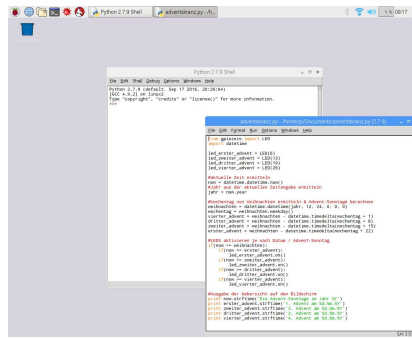 Python 2.7.9 Shell
adventskranz.py - /h...
09:17
Python 2.7.9 Shell
File Edit Shell Debug Options Windows Help
Python 2.7.9 (default, Sep 17 2016, 20:26:04)
[GCC 4.9.2] on linux2
Type "copyright", "credits" or "license()" for more information.
>>>
adventskranz.py - /home/pi/Documents/adventskranz.py (2.7.9)
File Edit Format Run Options Windows Help
from gpiozero import LED
import datetime
led_erster_advent = LED(6)
led_zweiter_advent = LED(13)
led_dritter_advent = LED(19)
led_vierter_advent = LED(26)
#aktuelle Zeit ermitteln
now = datetime.datetime.now()
#Jahr aus der aktuellen Zeitangabe ermitteln
jahr = now.year
#Wochentag von Weihnachten ermitteln & Advent-Sonntage berechnen
weihnachten = datetime.datetime(jahr, 12, 24, 0, 0, 0)
wochentag = weihnachten.weekday()
vierter_advent = weihnachten - datetime.timedelta(wochentag + 1)
dritter_advent = weihnachten - datetime.timedelta(wochentag + 8)
zweiter_advent = weihnachten - datetime.timedelta(wochentag + 15)
erster_advent = weihnachten - datetime.timedelta(wochentag + 22)
#LEDS aktivieren je nach Datum / Advent-Sonntag
if(now <= weihnachten):
if(now >= erster_advent):
led_erster_advent.on()
if(now >= zweiter_advent):
led_zweiter_advent.on()
if(now >= dritter_advent):
led_dritter_advent.on()
if(now >= vierter_advent):
led_vierter_advent.on()
#Ausgabe der Uebersicht auf den Bildschirm
print now.strftime('Die Advent-Sonntage im Jahr %Y')
print erster_advent.strftime('1. Advent am %d.%m.%Y')
print zweiter_advent.strftime('2. Advent am %d.%m.%Y')
print dritter_advent.strftime('3. Advent am %d.%m.%Y')
print vierter_advent.strftime('4. Advent am %d.%m.%Y')